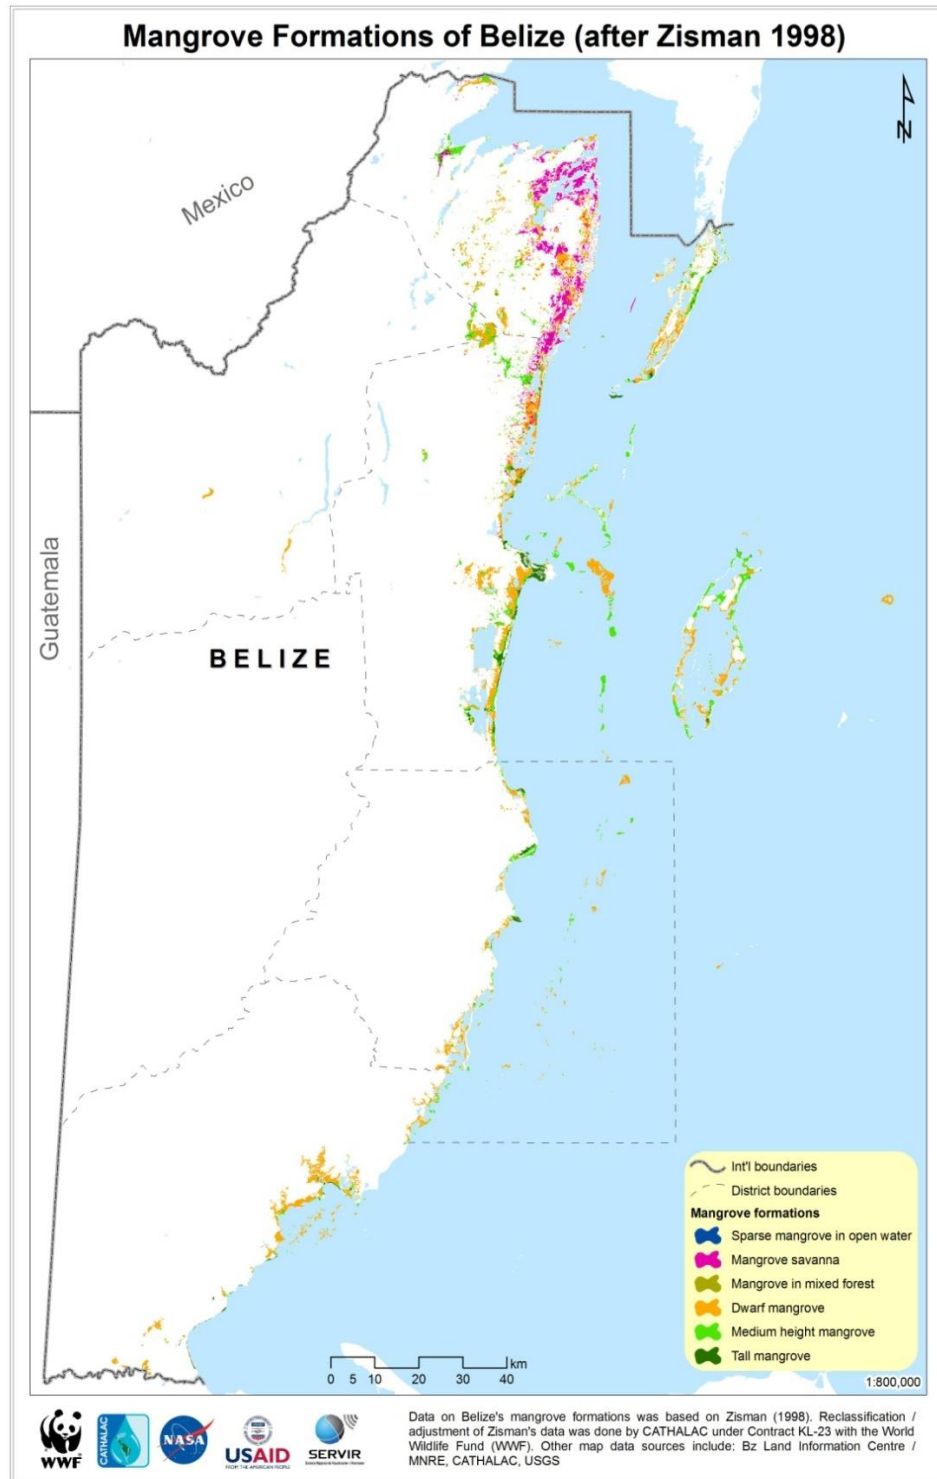 Mangrove Formations of Belize (after Zisman 1998)
N
Mexico
Guatemala
BELIZE
Int'l boundaries
District boundaries
Mangrove formations
Sparse mangrove in open water
Mangrove savanna
Mangrove in mixed forest
Dwarf mangrove
Medium height mangrove
Tall mangrove
km
0 5 10 20 30 40
1:800,000
WWF
CATHALAC
NASA
USAID
FROM THE AMERICAN PEOPLE
SERVIR
Data on Belize's mangrove formations was based on Zisman (1998). Reclassification /
adjustment of Zisman's data was done by CATHALAC under Contract KL-23 with the World
Wildlife Fund (WWF). Other map data sources include: Bz Land Information Centre /
MNRE, CATHALAC, USGS